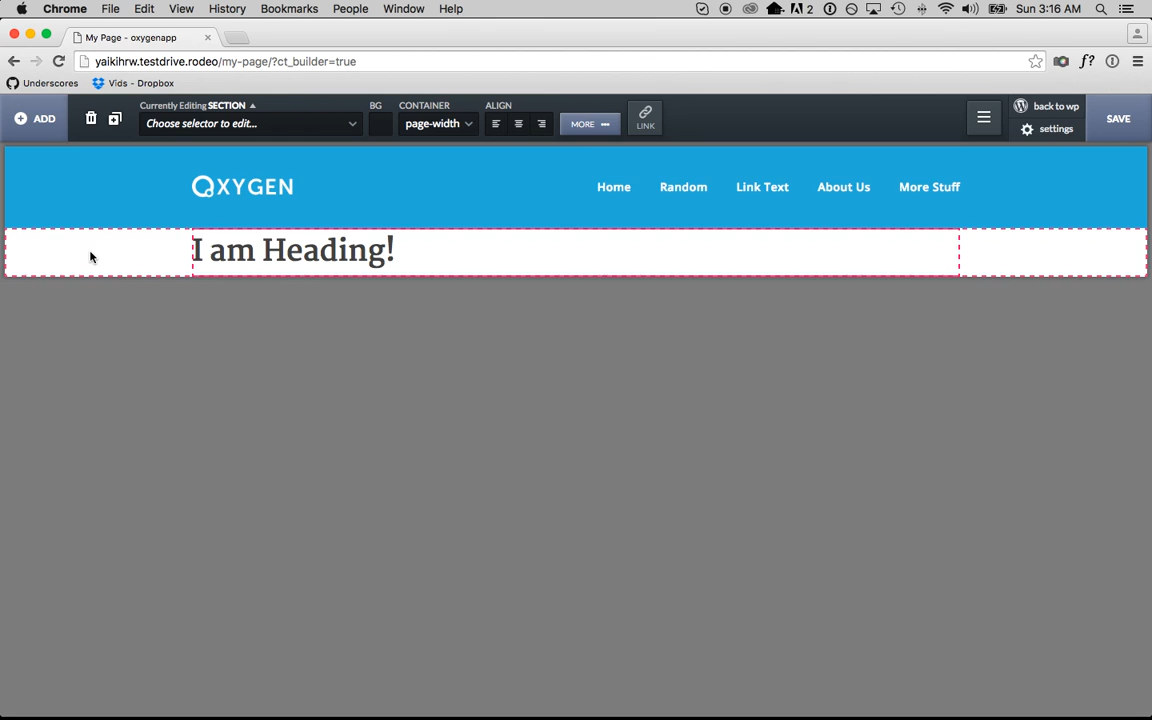 Chrome File Edit View History Bookmarks People Window Help 2 Sun 3:16 AM
My Page - oxygenapp
yaikihrw.testdrive.rodeo/my-page/?ct_builder=true f?
Underscores Vids - Dropbox
ADD Currently Editing SECTION BG CONTAINER ALIGN back to wp
Choose selector to edit... page-width MORE LINK settings SAVE
OXYGEN Home Random Link Text About Us More Stuff
I am Heading!